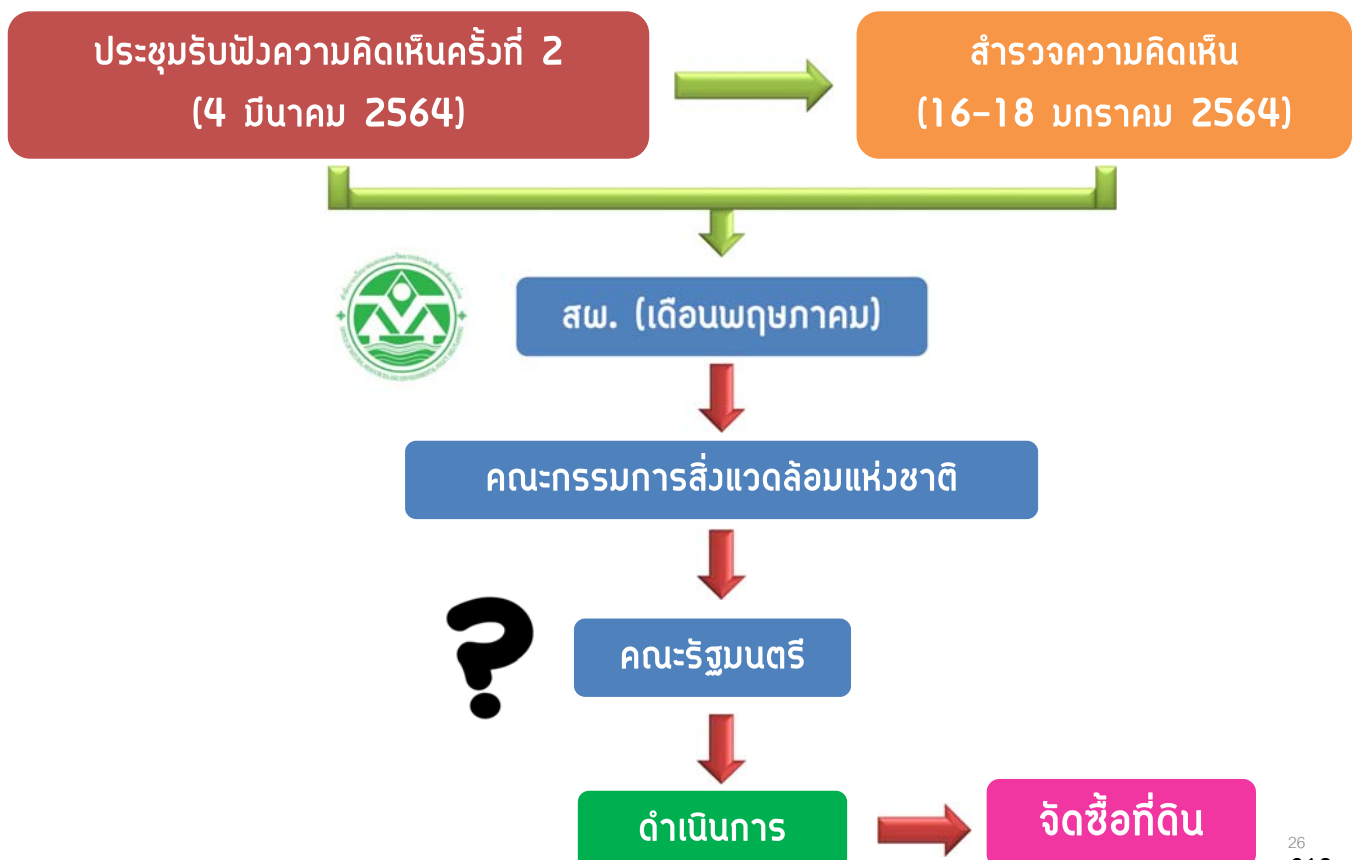 ประชุมรับฟังความคิดเห็นครั้งที่ 2
(4 มีนาคม 2564)
สำรวจความคิดเห็น
(16-18 มกราคม 2564)
สผ. (เดือนพฤษภาคม)
คณะกรรมการสิ่งแวดล้อมแห่งชาติ
?
คณะรัฐมนตรี
ดำเนินการ
จัดซื้อที่ดิน
26